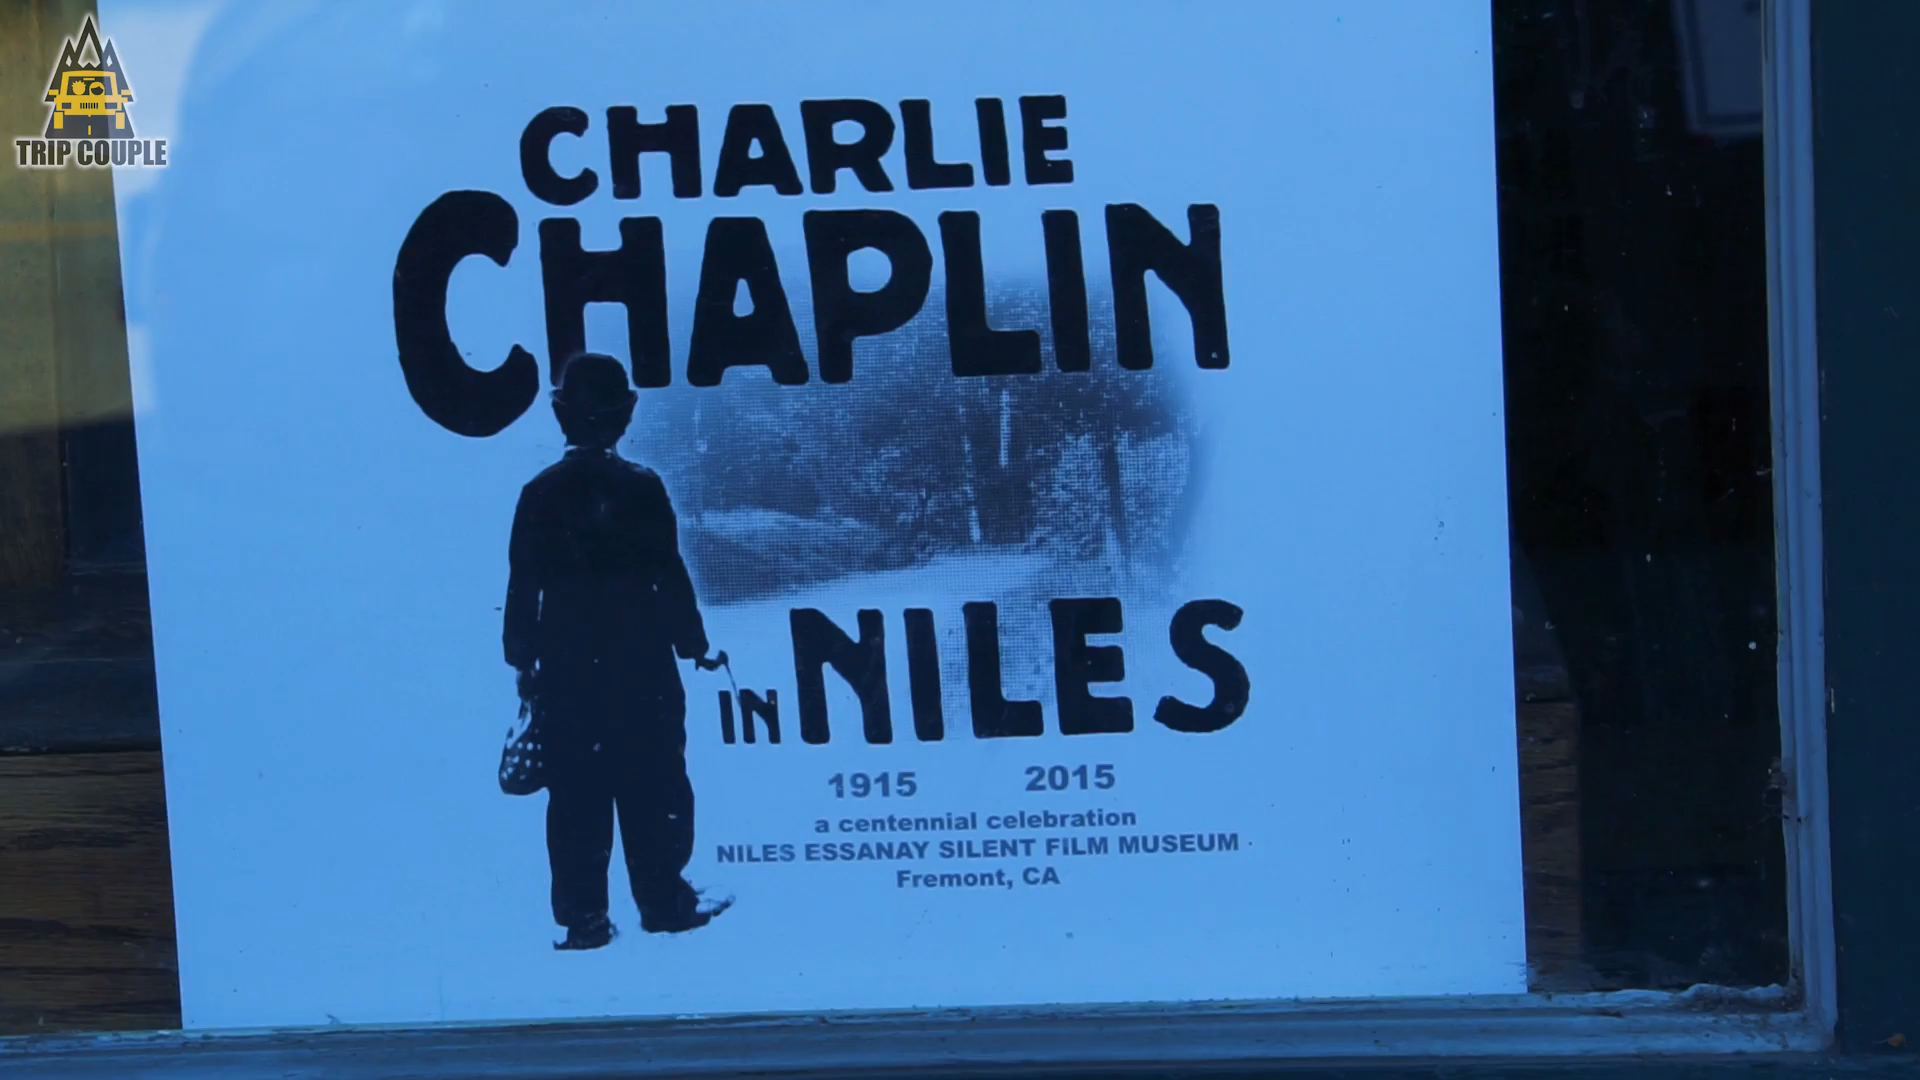 TRIP COUPLE
CHARLIE
CHAPLIN
IN NILES
1915 2015
a centennial celebration
NILES ESSANAY SILENT FILM MUSEUM
Fremont, CA